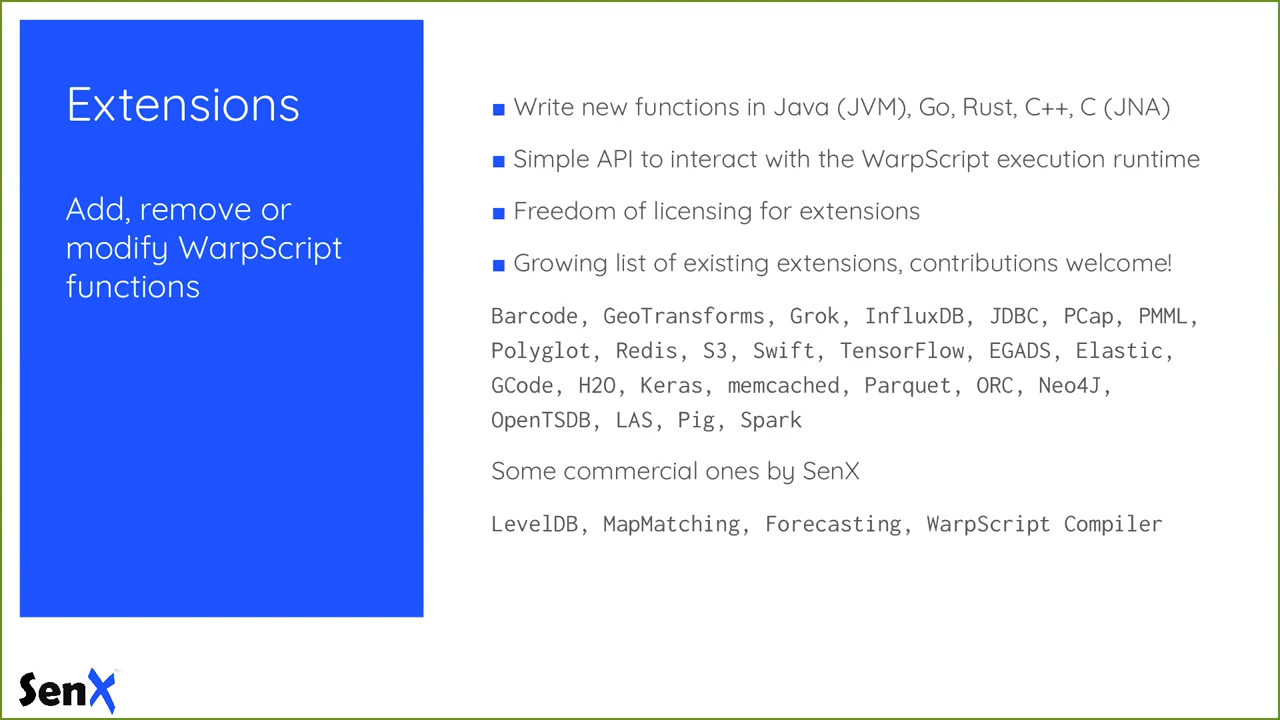 Extensions
Add, remove or
modify WarpScript
functions
■ Write new functions in Java (JVM), Go, Rust, C++, C (JNA)
■ Simple API to interact with the WarpScript execution runtime
■ Freedom of licensing for extensions
■ Growing list of existing extensions, contributions welcome!
Barcode, GeoTransforms, Grok, InfluxDB, JDBC, PCap, PMML,
Polyglot, Redis, S3, Swift, TensorFlow, EGADS, Elastic,
GCode, H2O, Keras, memcached, Parquet, ORC, Neo4J,
OpenTSDB, LAS, Pig, Spark
Some commercial ones by SenX
LevelDB, MapMatching, Forecasting, WarpScript Compiler
SenX